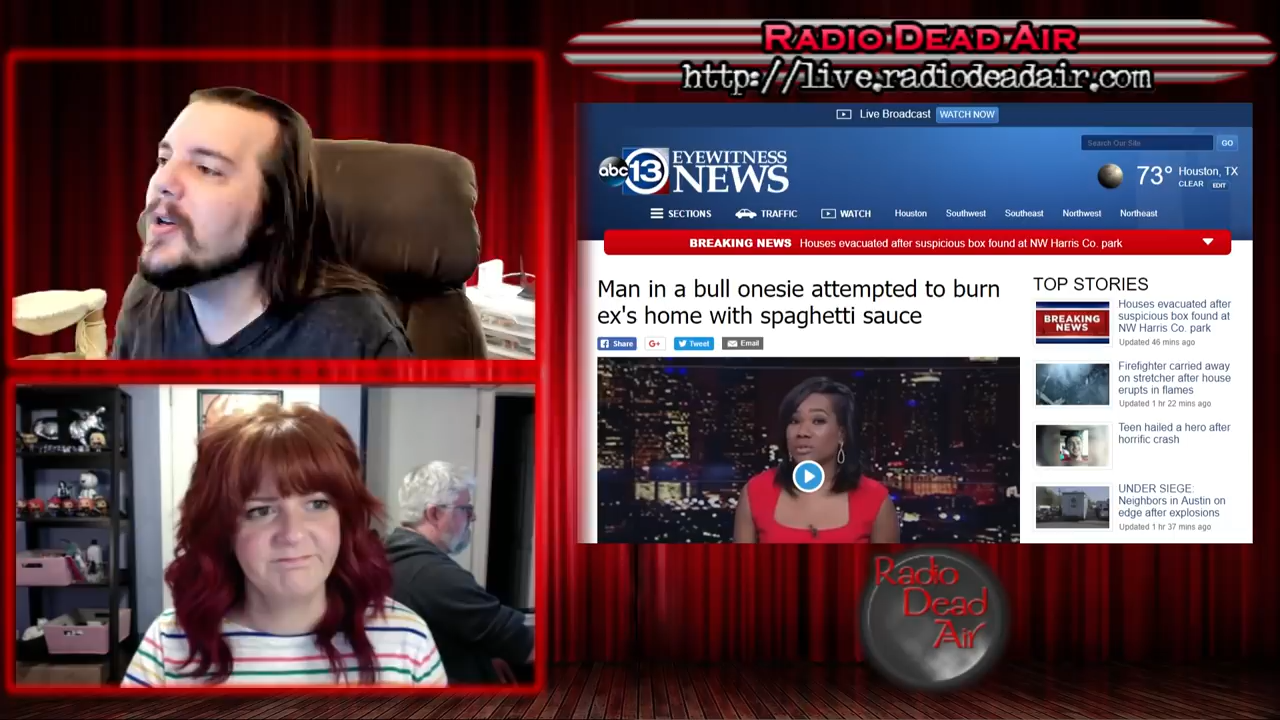 RADIO DEAD AIR
http://live.radiodeadair.com
Live Broadcast WATCH NOW
abc 13 EYEWITNESS NEWS
Search Our Site GO
73° Houston, TX
CLEAR EDIT
SECTIONS TRAFFIC WATCH Houston Southwest Southeast Northwest Northeast
BREAKING NEWS Houses evacuated after suspicious box found at NW Harris Co. park
Man in a bull onesie attempted to burn
ex's home with spaghetti sauce
Share G+ Tweet Email
TOP STORIES
BREAKING
NEWS
Houses evacuated after
suspicious box found at
NW Harris Co. park
Updated 46 mins ago
Firefighter carried away
on stretcher after house
erupts in flames
Updated 1 hr 22 mins ago
Teen hailed a hero after
horrific crash
UNDER SIEGE:
Neighbors in Austin on
edge after explosions
Updated 1 hr 37 mins ago
Radio
Dead
Air